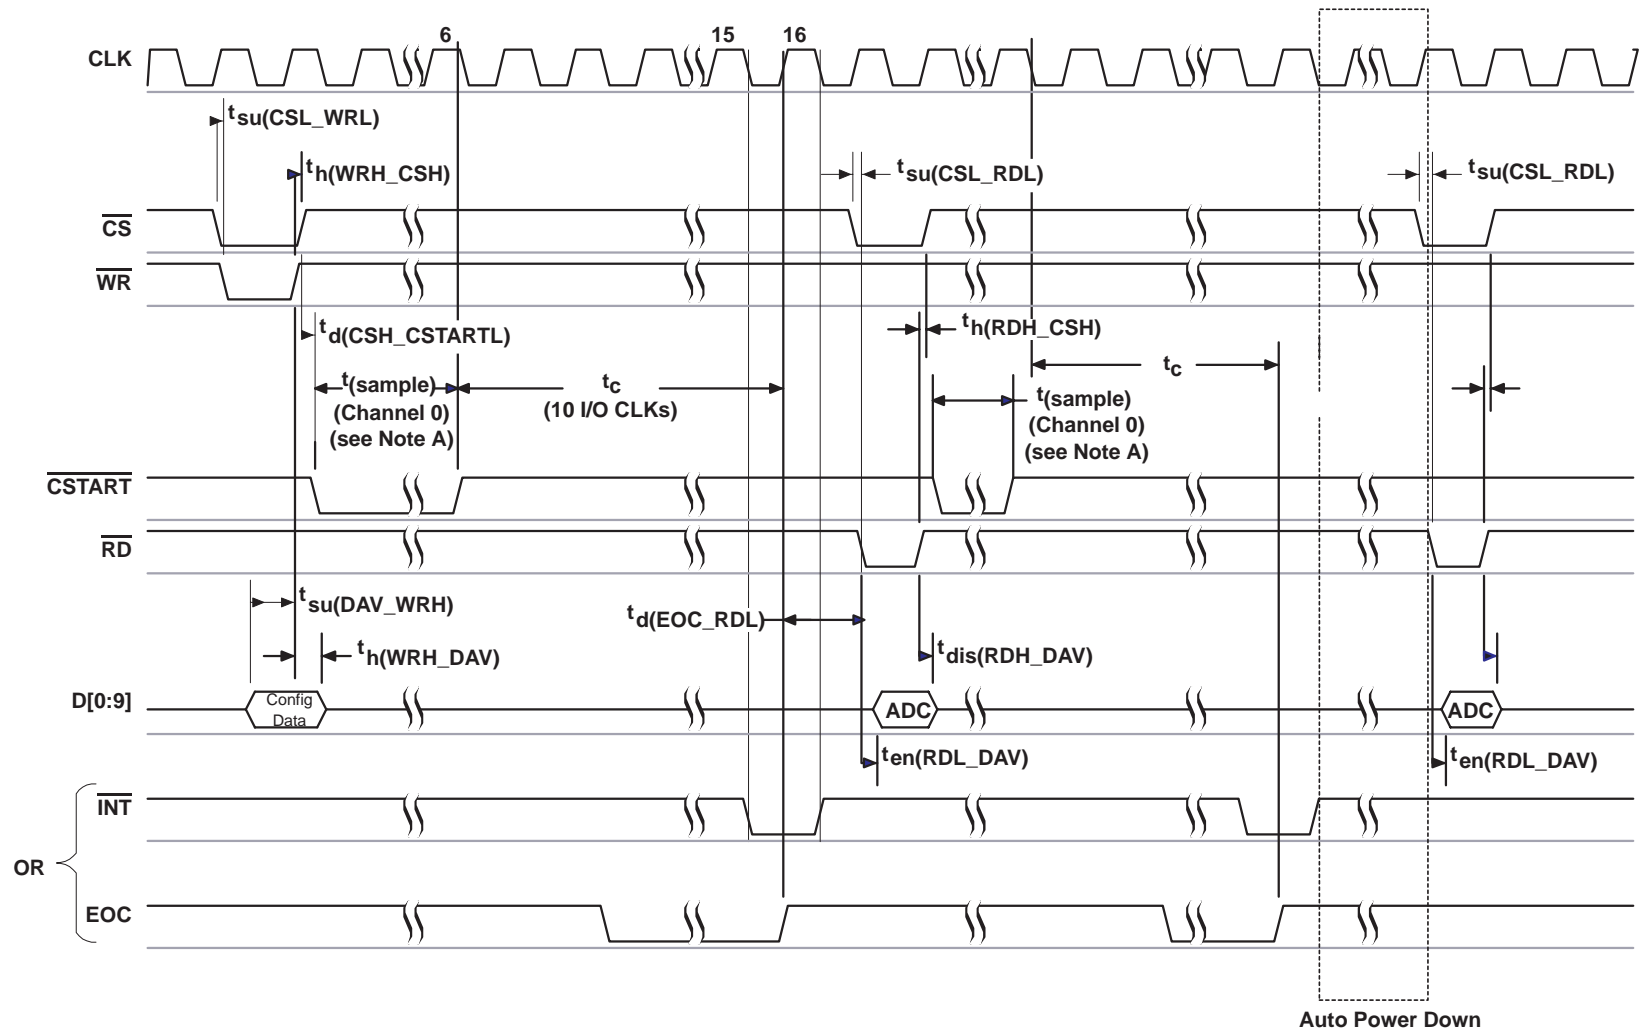 6
15
16
CLK
tsu(CSL_WRL)
th(WRH_CSH)
tsu(CSL_RDL)
tsu(CSL_RDL)
CS
WR
td(CSH_CSTARTL)
th(RDH_CSH)
t(sample)
(Channel 0)
(see Note A)
tc
(10 I/O CLKs)
tc
t(sample)
(Channel 0)
(see Note A)
CSTART
RD
tsu(DAV_WRH)
td(EOC_RDL)
th(WRH_DAV)
tdis(RDH_DAV)
D[0:9]
Config
Data
ADC
ADC
ten(RDL_DAV)
ten(RDL_DAV)
INT
OR
EOC
Auto Power Down